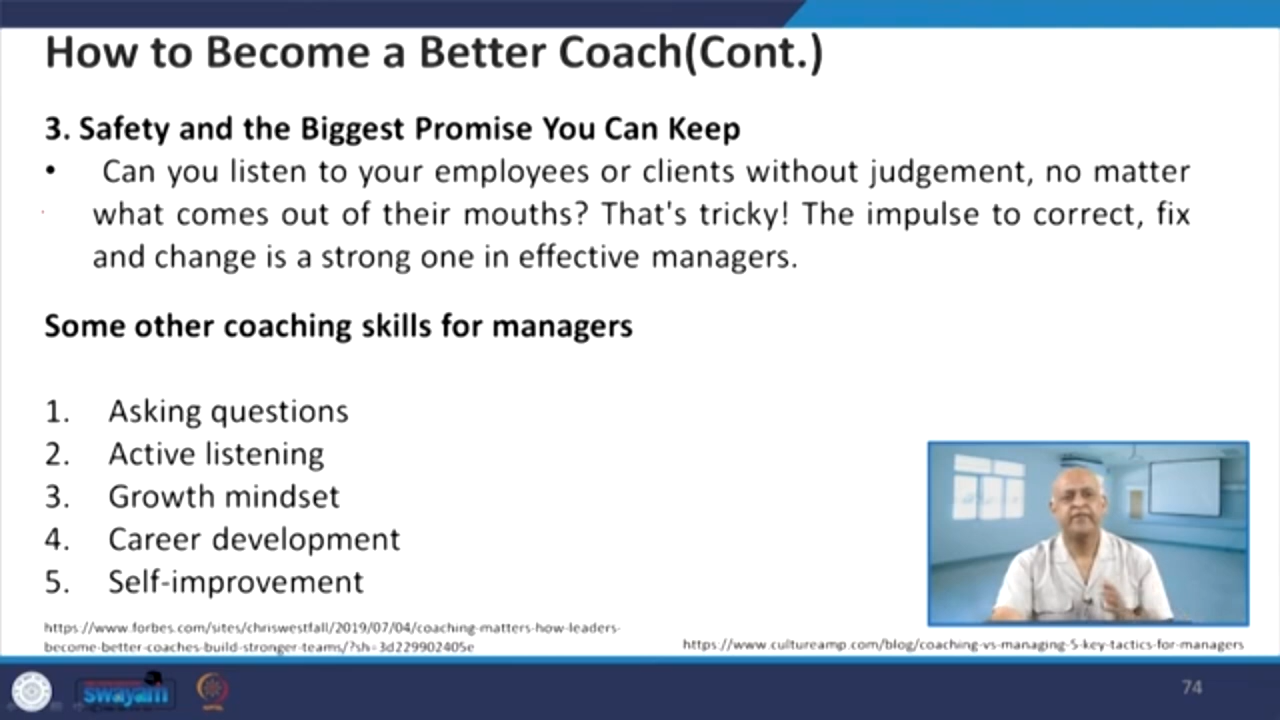 How to Become a Better Coach(Cont.)
3. Safety and the Biggest Promise You Can Keep
• Can you listen to your employees or clients without judgement, no matter
what comes out of their mouths? That's tricky! The impulse to correct, fix
and change is a strong one in effective managers.
Some other coaching skills for managers
1. Asking questions
2. Active listening
3. Growth mindset
4. Career development
5. Self-improvement
https://www.forbes.com/sites/chriswestfall/2019/07/04/coaching-matters-how-leaders-
become-better-coaches-build-stronger-teams/?sh=3d229902405e
https://www.cultureamp.com/blog/coaching-vs-managing-5-key-tactics-for-managers
swayam
74